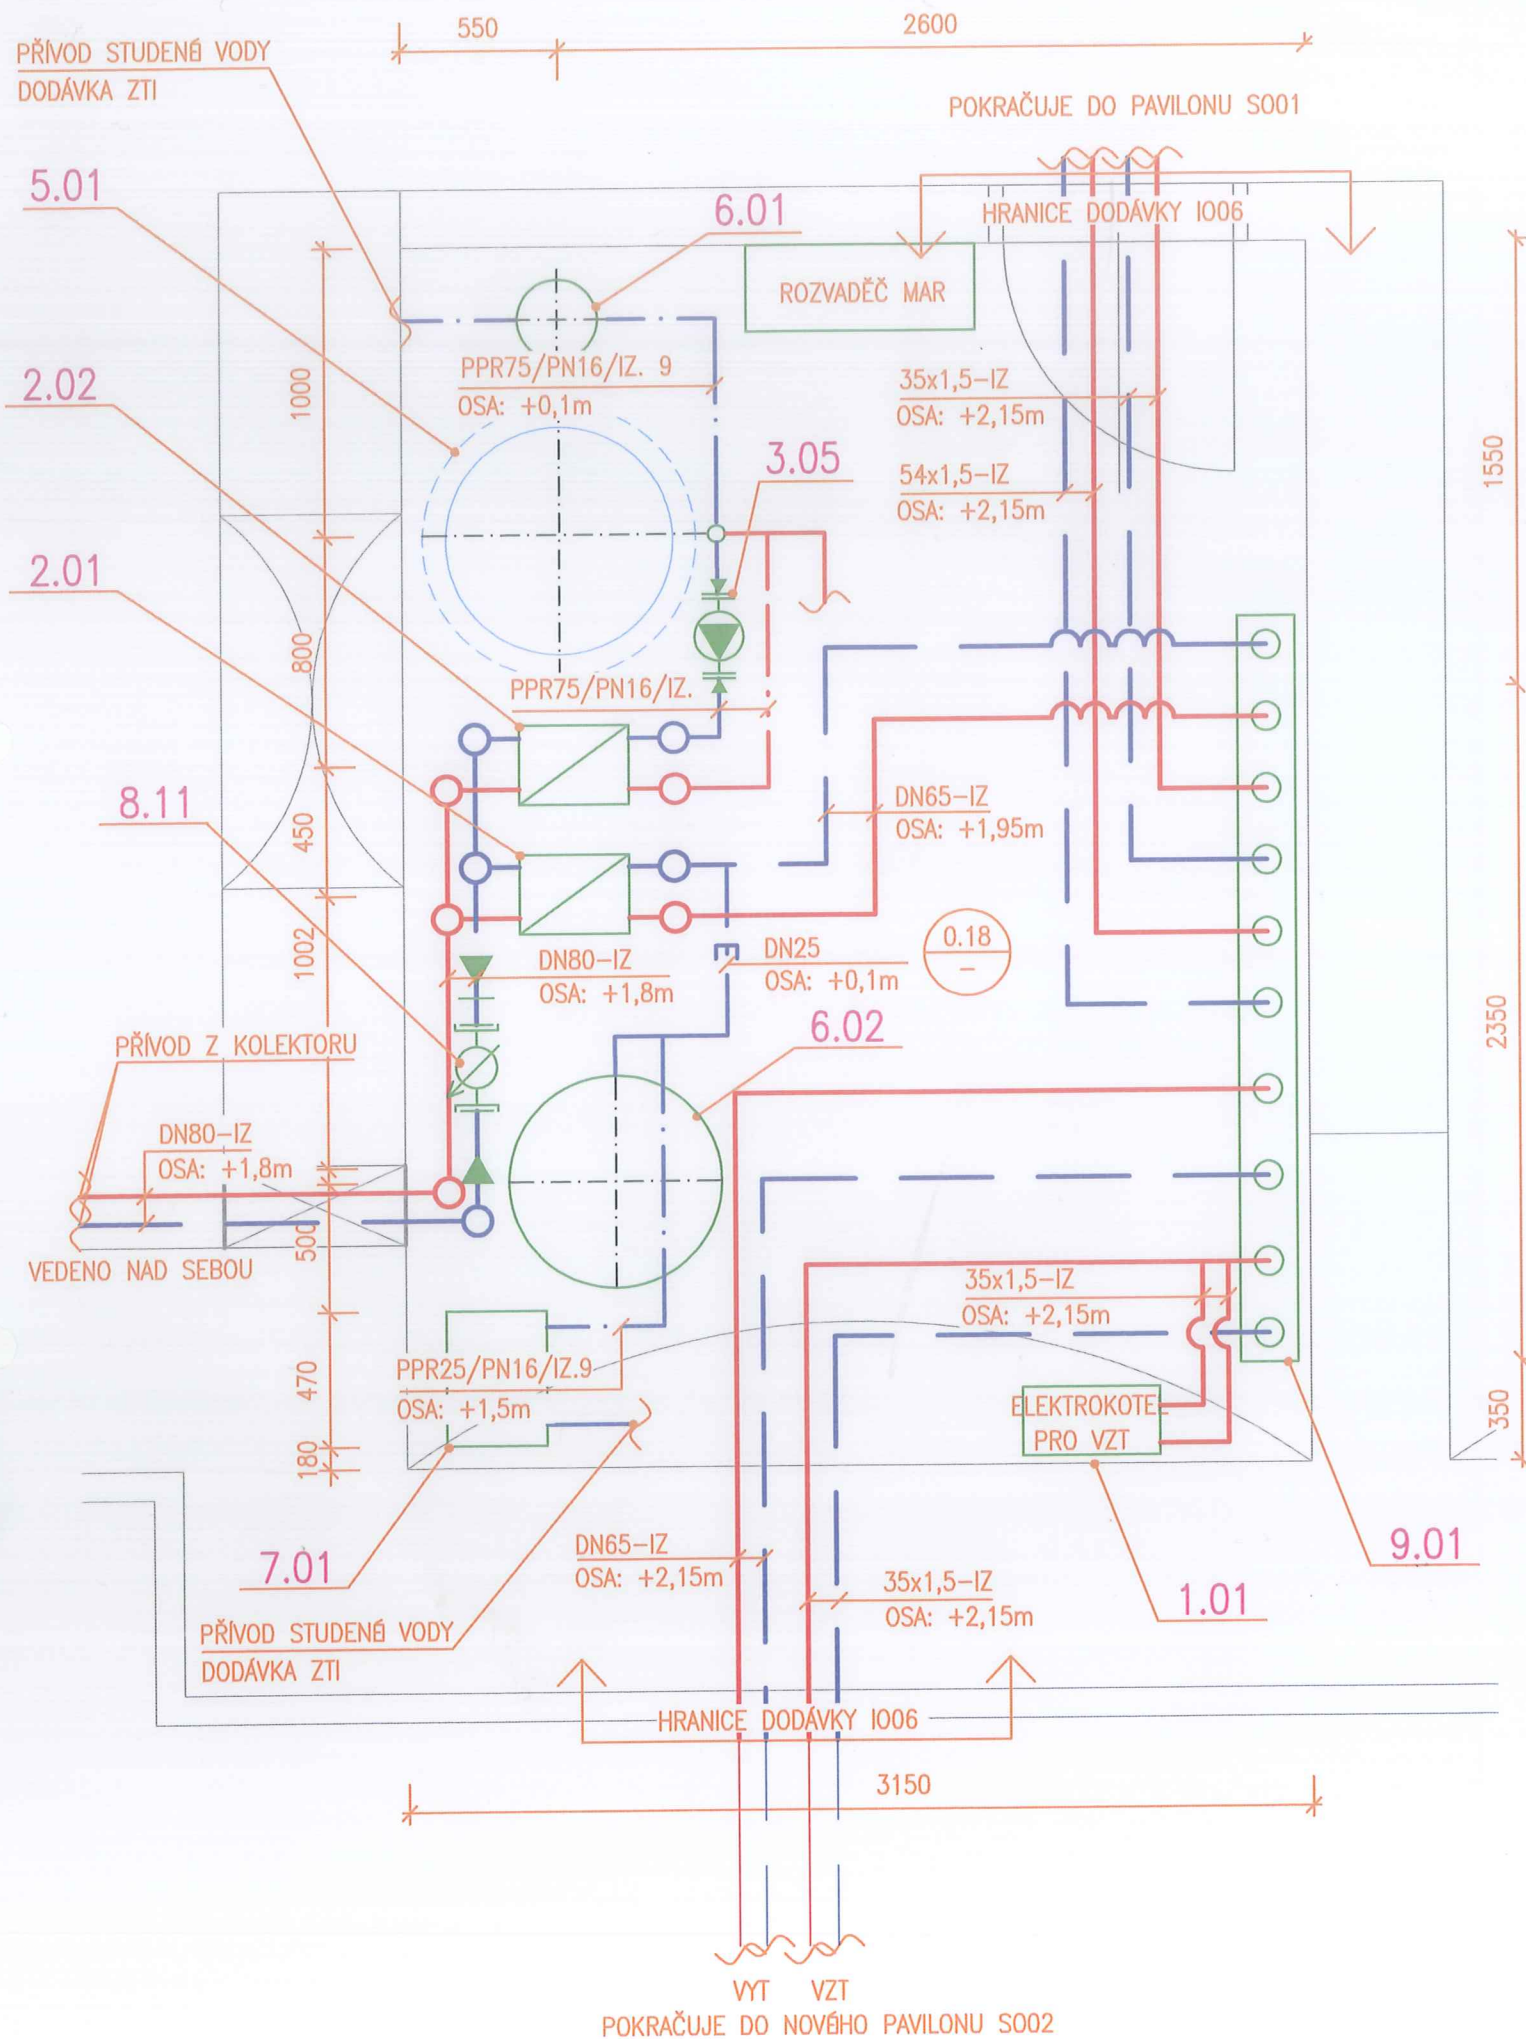 550
2600
PŘÍVOD STUDENÉ VODY
DODÁVKA ZTI
POKRAČUJE DO PAVILONU SO01
5.01
6.01
HRANICE DODÁVKY IO06
ROZVADĚČ MAR
PPR75/PN16/IZ. 9
OSA: +0,1m
2.02
1000
35x1,5-IZ
OSA: +2,15m
3.05
54x1,5-IZ
OSA: +2,15m
1550
2.01
800
PPR75/PN16/IZ.
8.11
450
DN65-IZ
OSA: +1,95m
1002
DN80-IZ
OSA: +1,8m
DN25
OSA: +0,1m
0.18
–
2350
PŘÍVOD Z KOLEKTORU
6.02
DN80-IZ
OSA: +1,8m
500
VEDENO NAD SEBOU
35x1,5-IZ
OSA: +2,15m
470
PPR25/PN16/IZ.9
OSA: +1,5m
ELEKTROKOTEL
PRO VZT
350
180
7.01
DN65-IZ
OSA: +2,15m
35x1,5-IZ
OSA: +2,15m
1.01
9.01
PŘÍVOD STUDENÉ VODY
DODÁVKA ZTI
HRANICE DODÁVKY IO06
3150
VYT VZT
POKRAČUJE DO NOVÉHO PAVILONU SO02